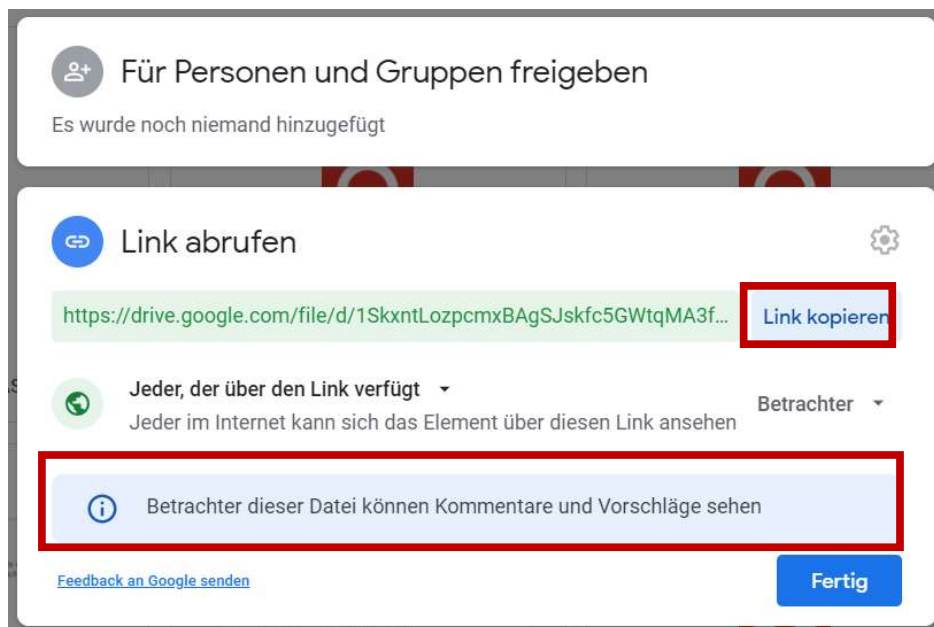 Für Personen und Gruppen freigeben
Es wurde noch niemand hinzugefügt
Link abrufen
https://drive.google.com/file/d/1SkxntLozpcmxBAgSJskfc5GWtqMA3f... Link kopieren
Jeder, der über den Link verfügt
Jeder im Internet kann sich das Element über diesen Link ansehen Betrachter
Betrachter dieser Datei können Kommentare und Vorschläge sehen
Feedback an Google senden Fertig